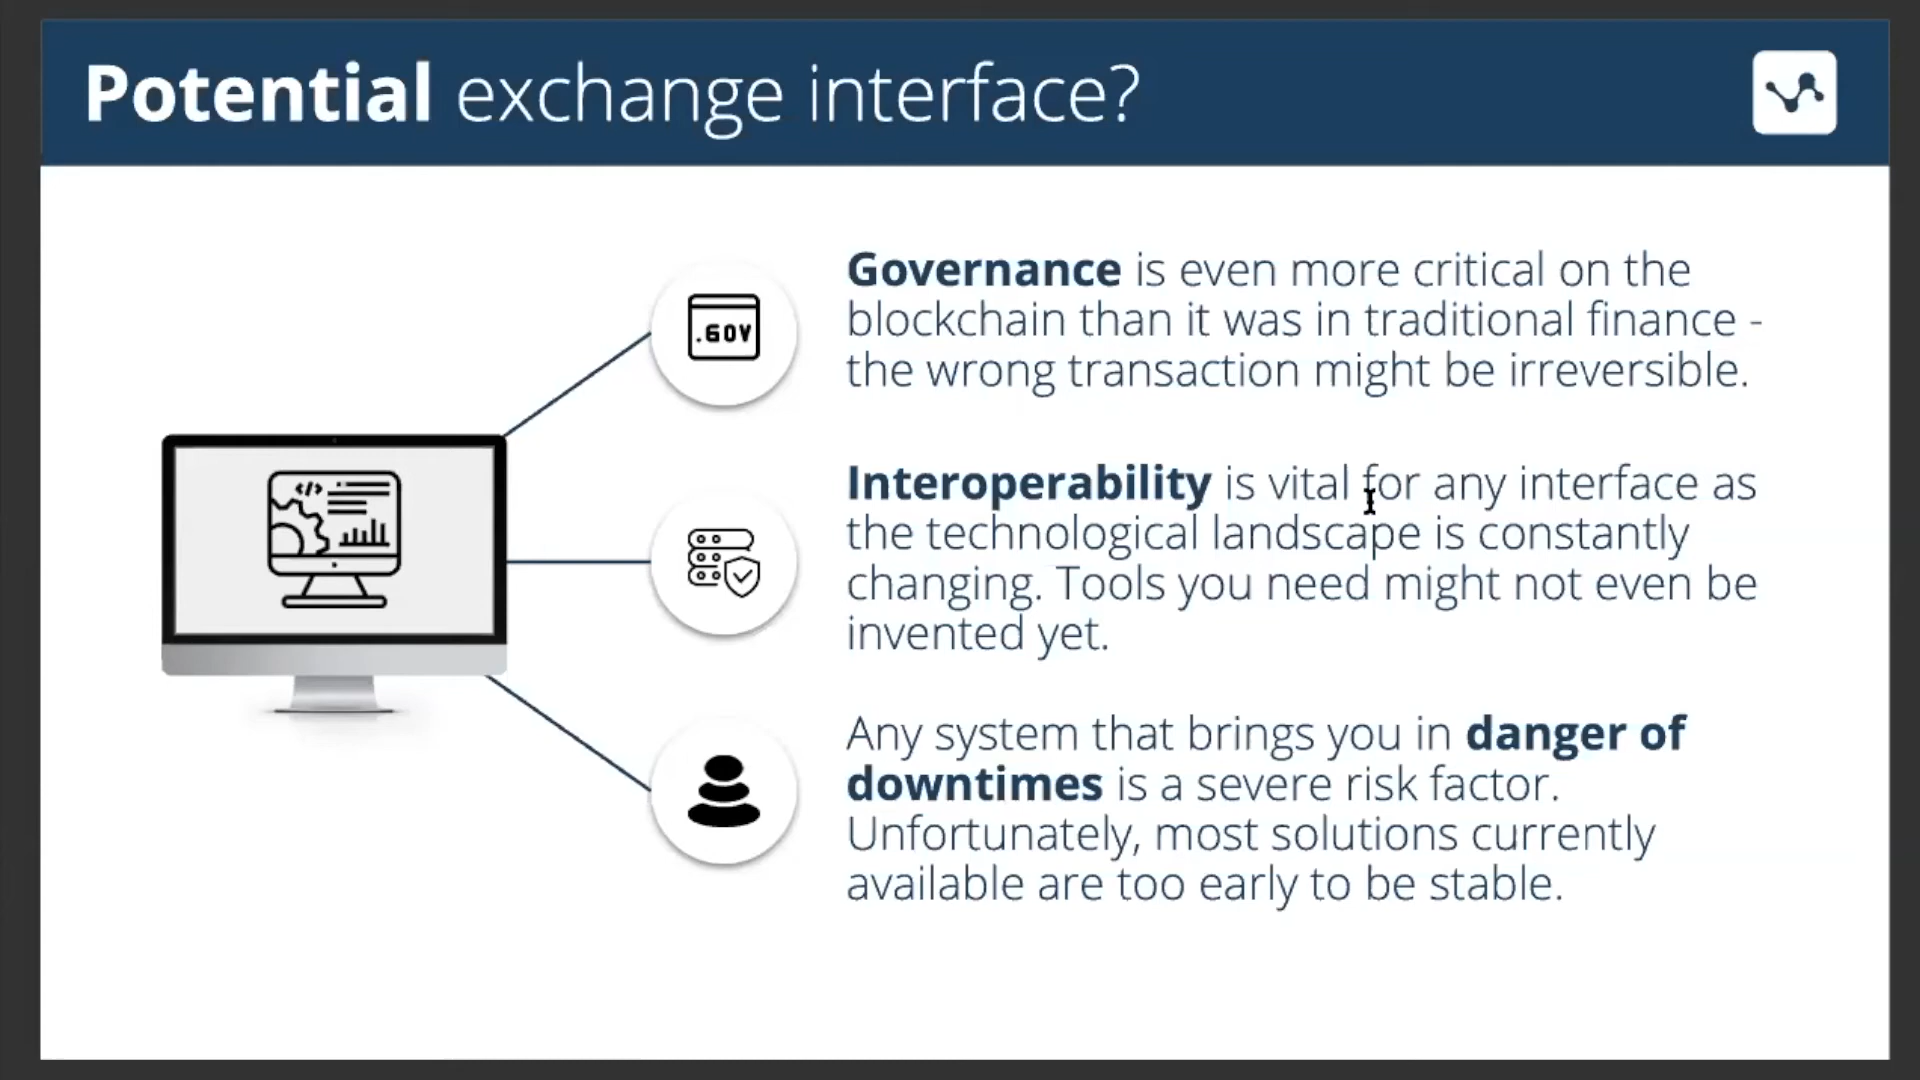 Potential exchange interface?
.GOV
Governance is even more critical on the
blockchain than it was in traditional finance -
the wrong transaction might be irreversible.
</>
Interoperability is vital for any interface as
the technological landscape is constantly
changing. Tools you need might not even be
invented yet.
Any system that brings you in danger of
downtimes is a severe risk factor.
Unfortunately, most solutions currently
available are too early to be stable.